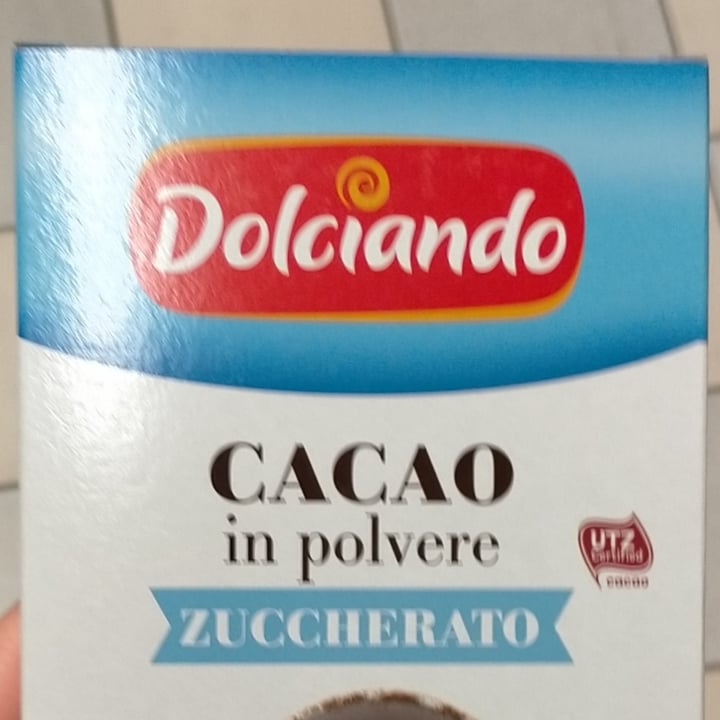 Dolciando
CACAO
in polvere
UTZ
Certified
cacao
ZUCCHERATO